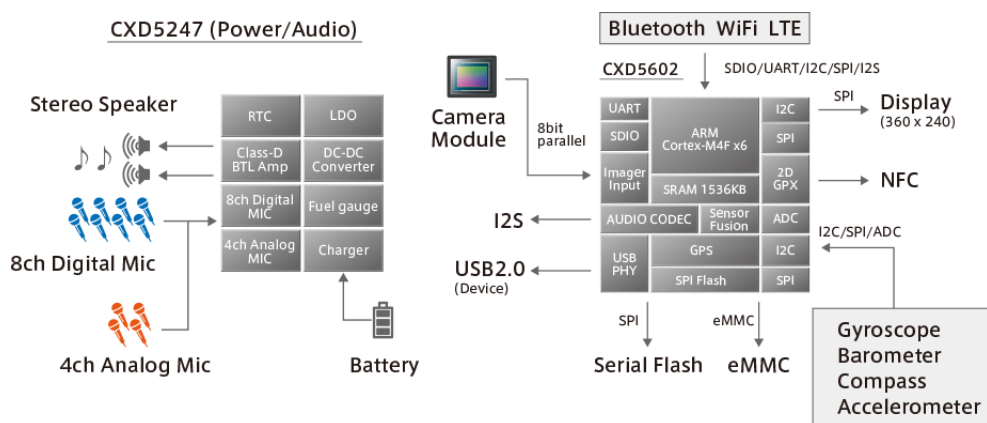 CXD5247 (Power/Audio)
Stereo Speaker
RTC
LDO
Class-D
BTL Amp
DC-DC
Converter
8ch Digital
MIC
Fuel gauge
4ch Analog
MIC
Charger
8ch Digital Mic
4ch Analog Mic
Battery
Bluetooth WiFi LTE
CXD5602
SDIO/UART/I2C/SPI/I2S
Camera
Module
8bit
parallel
UART
SDIO
Imager
Input
ARM
Cortex-M4F x6
SRAM 1536KB
I2C
SPI
2D
GPX
AUDIO CODEC
Sensor
Fusion
ADC
USB
PHY
GPS
I2C
SPI Flash
SPI
SPI
Display
(360 x 240)
NFC
I2S
USB2.0
(Device)
I2C/SPI/ADC
SPI
eMMC
Serial Flash
eMMC
Gyroscope
Barometer
Compass
Accelerometer